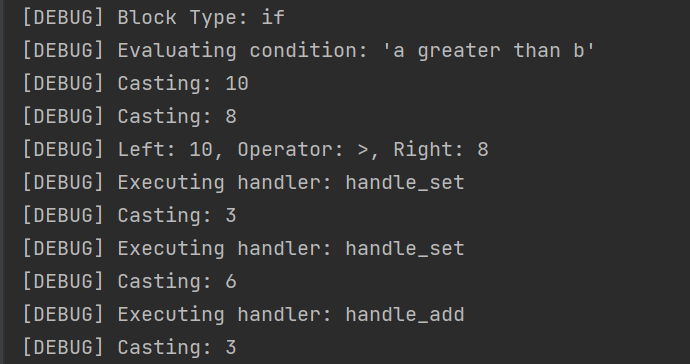 [DEBUG] Block Type: if
[DEBUG] Evaluating condition: 'a greater than b'
[DEBUG] Casting: 10
[DEBUG] Casting: 8
[DEBUG] Left: 10, Operator: >, Right: 8
[DEBUG] Executing handler: handle_set
[DEBUG] Casting: 3
[DEBUG] Executing handler: handle_set
[DEBUG] Casting: 6
[DEBUG] Executing handler: handle_add
[DEBUG] Casting: 3